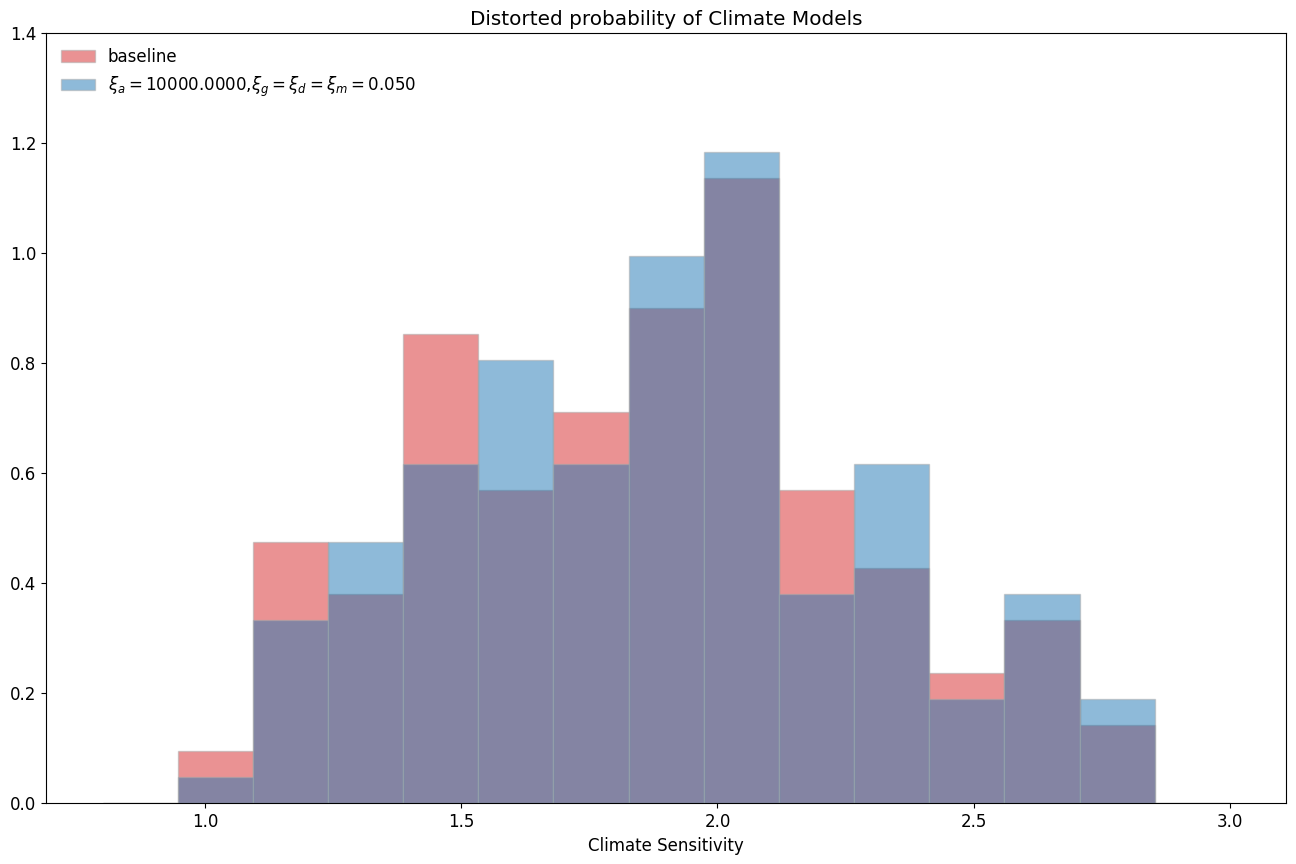 Distorted probability of Climate Models
1.4
baseline
ξₐ = 10000.0000,ξ_g = ξ_d = ξ_m = 0.050
1.2
1.0
0.8
0.6
0.4
0.2
0.0
1.0 1.5 2.0 2.5 3.0
Climate Sensitivity